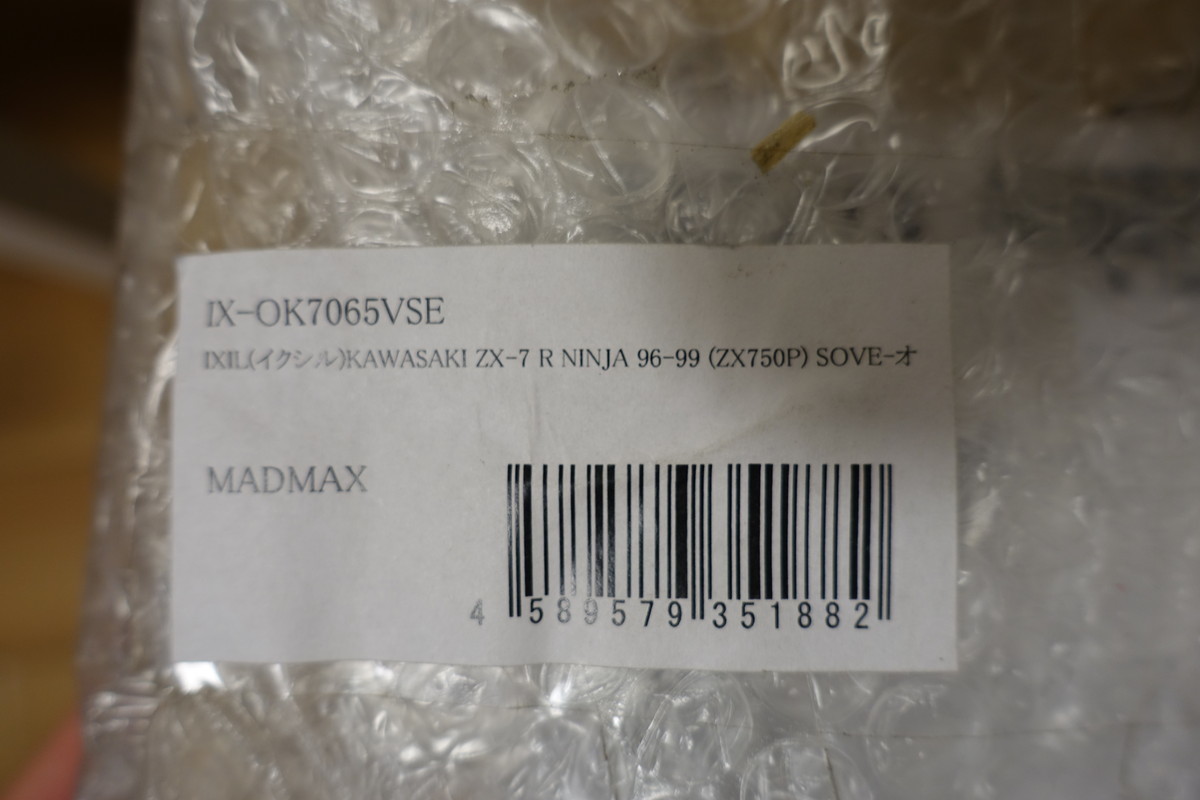 IX-OK7065VSE
IXIL(イクシル)KAWASAKI ZX-7 R NINJA 96-99 (ZX750P) SOVE-オ
MADMAX
4 589579 351882